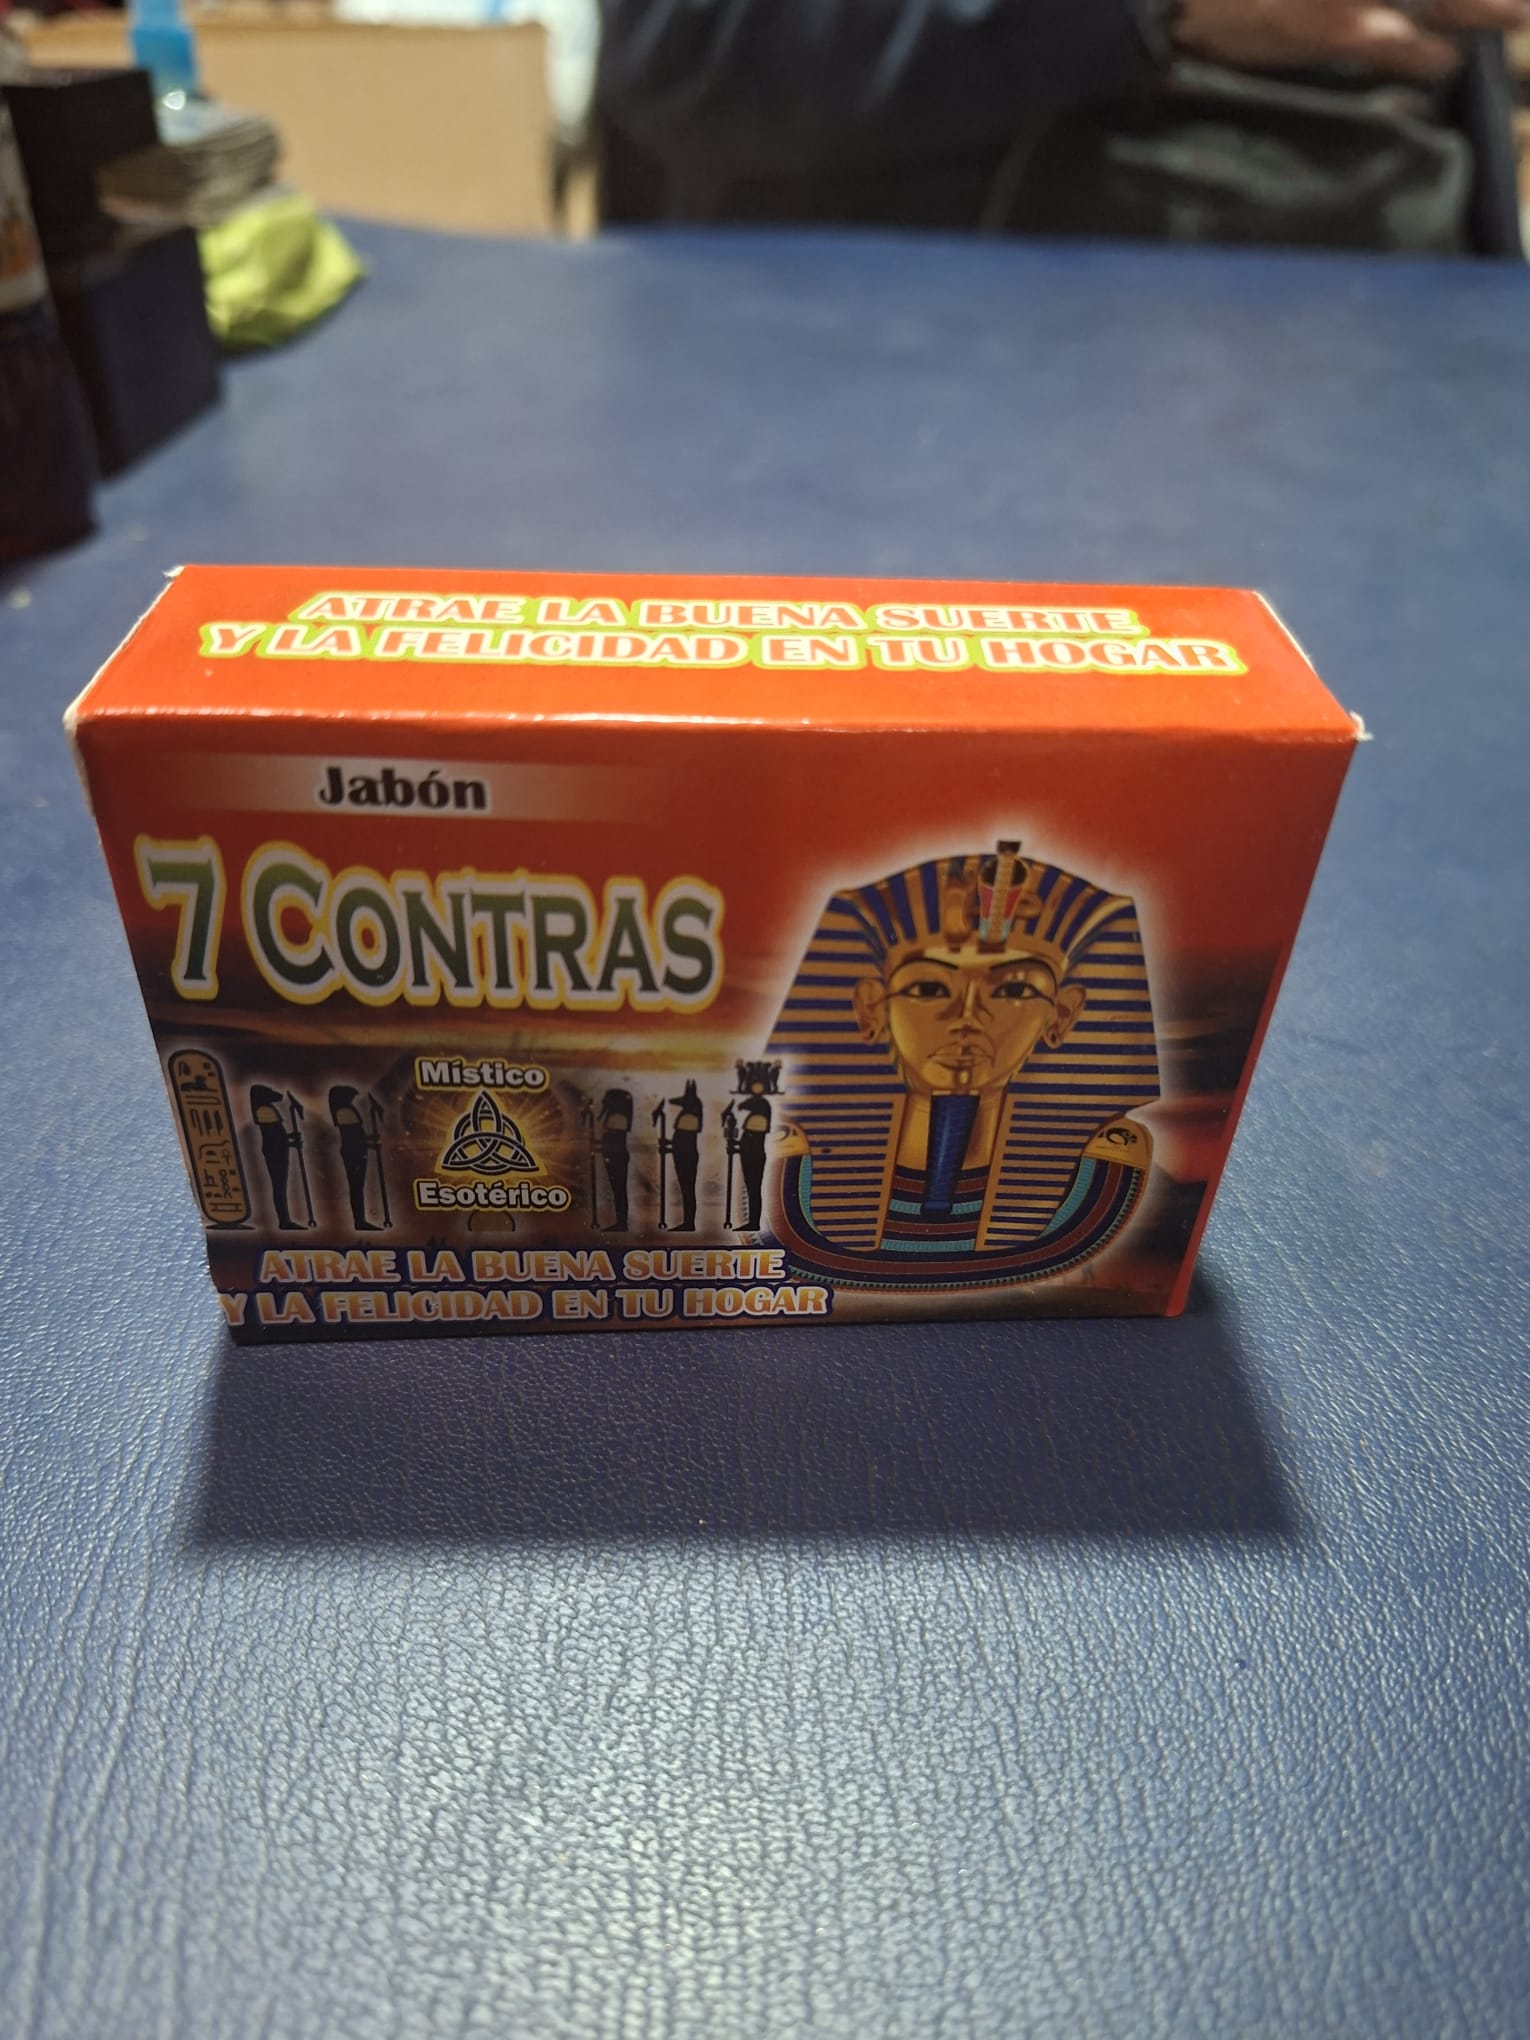 ATRAE LA BUENA SUERTE
Y LA FELICIDAD EN TU HOGAR
Jabón
7 CONTRAS
Místico
Esotérico
ATRAE LA BUENA SUERTE
Y LA FELICIDAD EN TU HOGAR